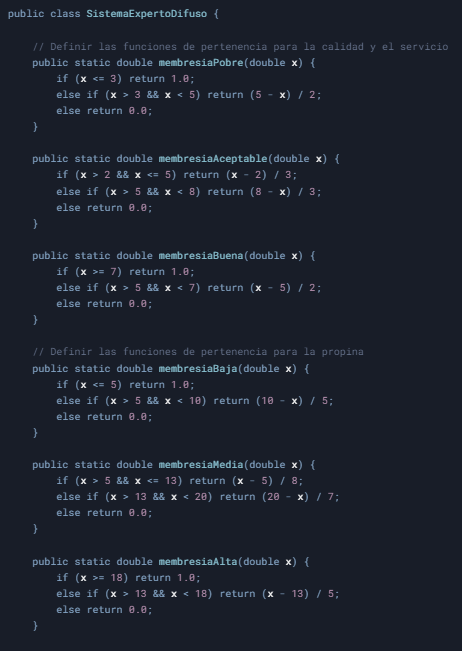 public class SistemaExpertoDifuso {
// Definir las funciones de pertenencia para la calidad y el servicio
public static double membresiaPobre(double x) {
if (x <= 3) return 1.0;
else if (x > 3 && x < 5) return (5 - x) / 2;
else return 0.0;
}
public static double membresiaAceptable(double x) {
if (x > 2 && x <= 5) return (x - 2) / 3;
else if (x > 5 && x < 8) return (8 - x) / 3;
else return 0.0;
}
public static double membresiaBuena(double x) {
if (x >= 7) return 1.0;
else if (x > 5 && x < 7) return (x - 5) / 2;
else return 0.0;
}
// Definir las funciones de pertenencia para la propina
public static double membresiaBaja(double x) {
if (x <= 5) return 1.0;
else if (x > 5 && x < 10) return (10 - x) / 5;
else return 0.0;
}
public static double membresiaMedia(double x) {
if (x > 5 && x <= 13) return (x - 5) / 8;
else if (x > 13 && x < 20) return (20 - x) / 7;
else return 0.0;
}
public static double membresiaAlta(double x) {
if (x >= 18) return 1.0;
else if (x > 13 && x < 18) return (x - 13) / 5;
else return 0.0;
}